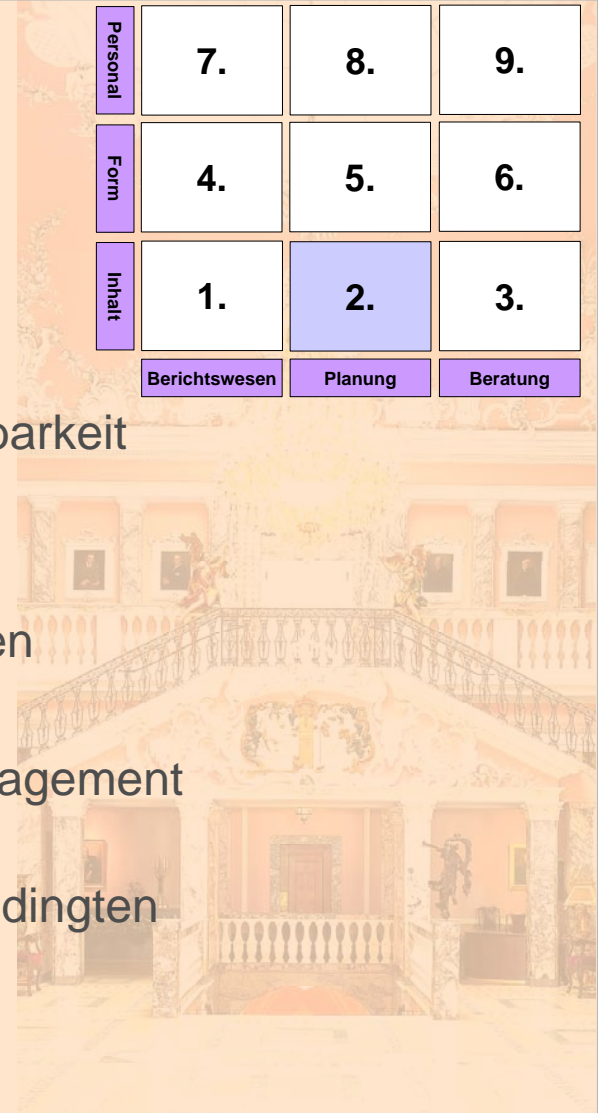 Personal 7. 8. 9.
Form 4. 5. 6.
Inhalt 1. 2. 3.
Berichtswesen Planung Beratung
barkeit
en
agement
dingten